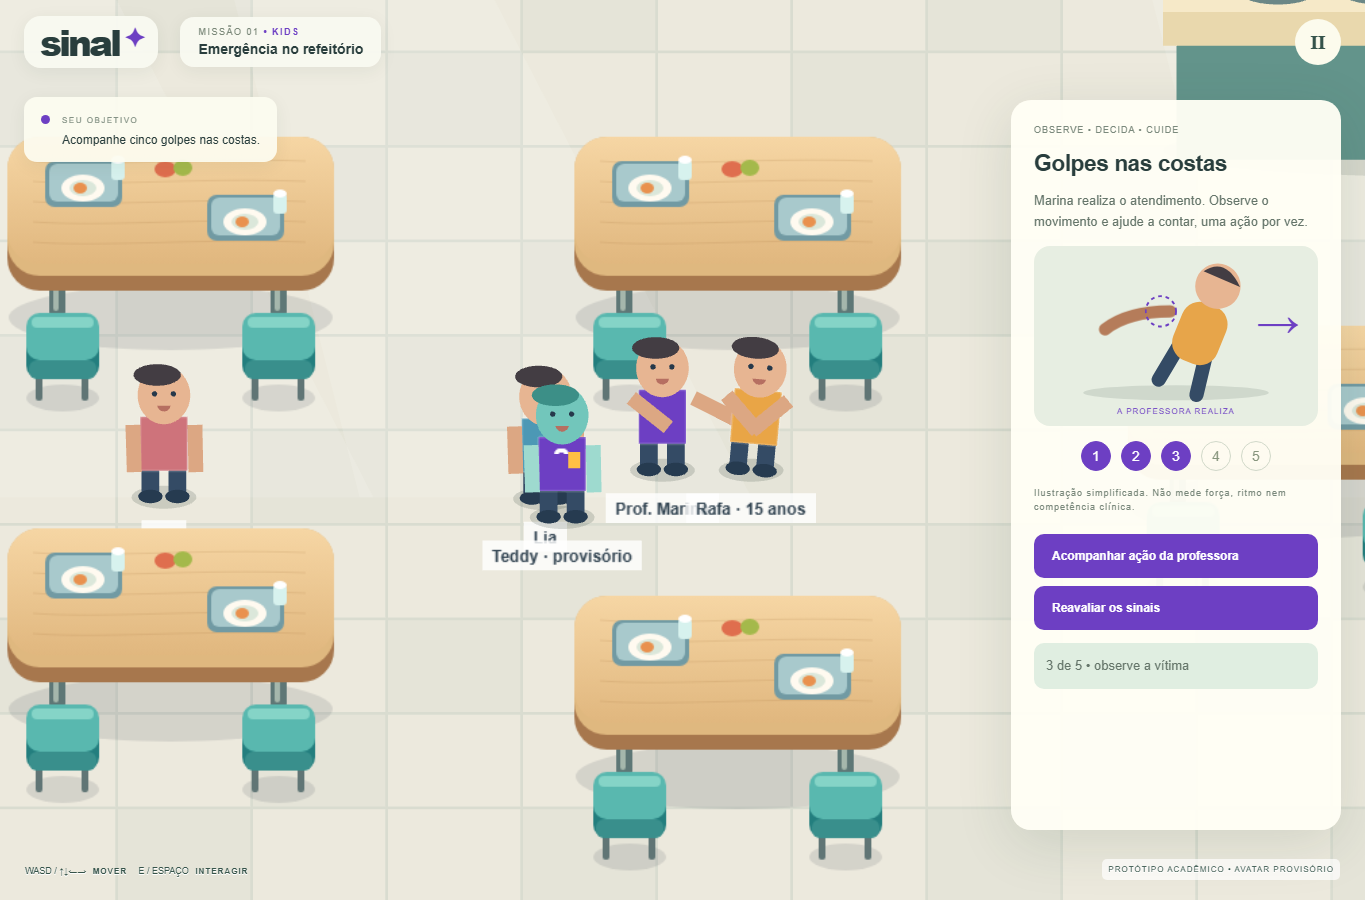 sinal
MISSÃO 01 • KIDS
Emergência no refeitório
II
SEU OBJETIVO
Acompanhe cinco golpes nas costas.
OBSERVE • DECIDA • CUIDE
Golpes nas costas
Marina realiza o atendimento. Observe o
movimento e ajude a contar, uma ação por vez.
A PROFESSORA REALIZA
1 2 3 4 5
Ilustração simplificada. Não mede força, ritmo nem
competência clínica.
Acompanhar ação da professora
Reavaliar os sinais
3 de 5 • observe a vítima
Prof. Mari
Rafa · 15 anos
Lia
Teddy · provisório
WASD / ↑↓←→ MOVER E / ESPAÇO INTERAGIR
PROTÓTIPO ACADÊMICO • AVATAR PROVISÓRIO